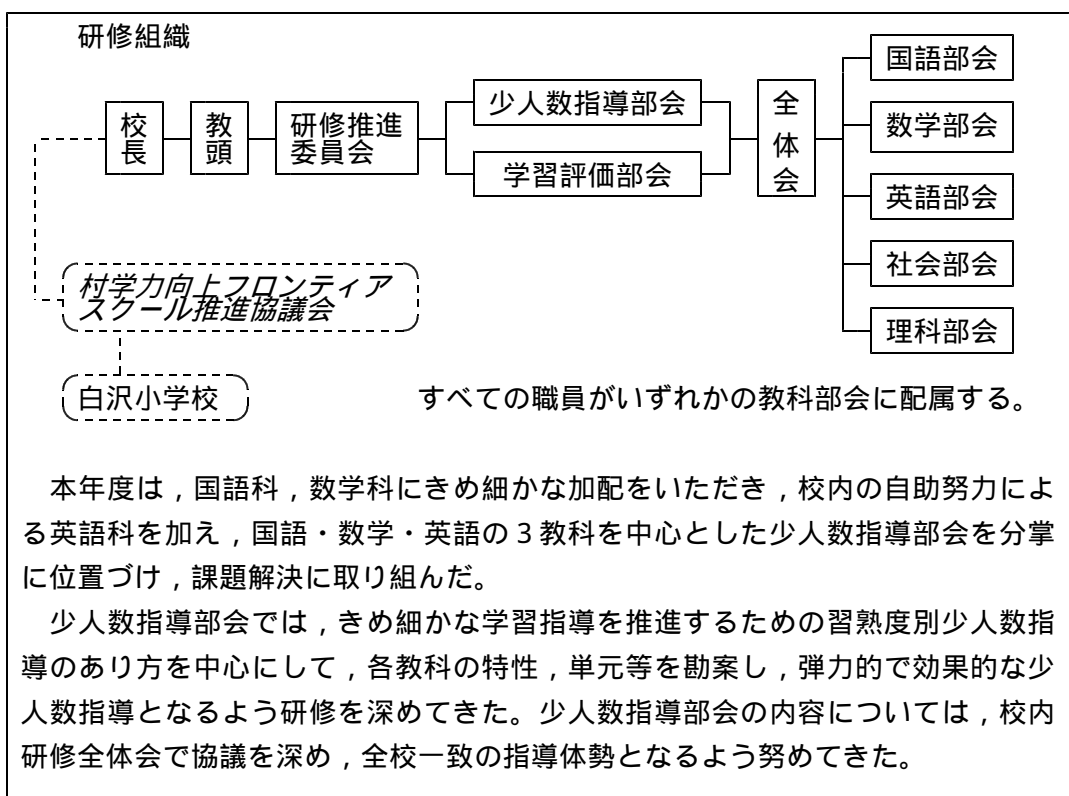 研修組織
校長
教頭
研修推進
委員会
少人数指導部会
学習評価部会
全体会
国語部会
数学部会
英語部会
社会部会
理科部会
村学力向上フロンティア
スクール推進協議会
白沢小学校
すべての職員がいずれかの教科部会に配属する。
本年度は，国語科，数学科にきめ細かな加配をいただき，校内の自助努力によ
る英語科を加え，国語・数学・英語の３教科を中心とした少人数指導部会を分掌
に位置づけ，課題解決に取り組んだ。
少人数指導部会では，きめ細かな学習指導を推進するための習熟度別少人数指
導のあり方を中心にして，各教科の特性，単元等を勘案し，弾力的で効果的な少
人数指導となるよう研修を深めてきた。少人数指導部会の内容については，校内
研修全体会で協議を深め，全校一致の指導体勢となるよう努めてきた。